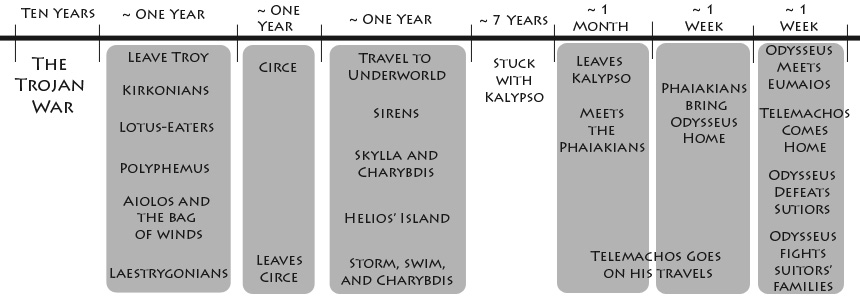 Ten Years
~ One Year
~ One
Year
~ One Year
~ 7 Years
~ 1
Month
~ 1
Week
~ 1
Week
The
Trojan
War
Leave Troy
Kirkonians
Lotus-Eaters
Polyphemus
Aiolos and
the bag
of winds
Laestrygonians
Circe
Leaves
Circe
Travel to
Underworld
Sirens
Skylla and
Charybdis
Helios' Island
Storm, swim,
and Charybdis
Stuck
with
Kalypso
Leaves
Kalypso
Meets
the
Phaiakians
Phaiakians
bring
Odysseus
Home
Telemachos goes
on his travels
Odysseus
meets
Eumaios
Telemachos
comes
Home
Odysseus
Defeats
Sutiors
Odysseus
fights
suitors'
families